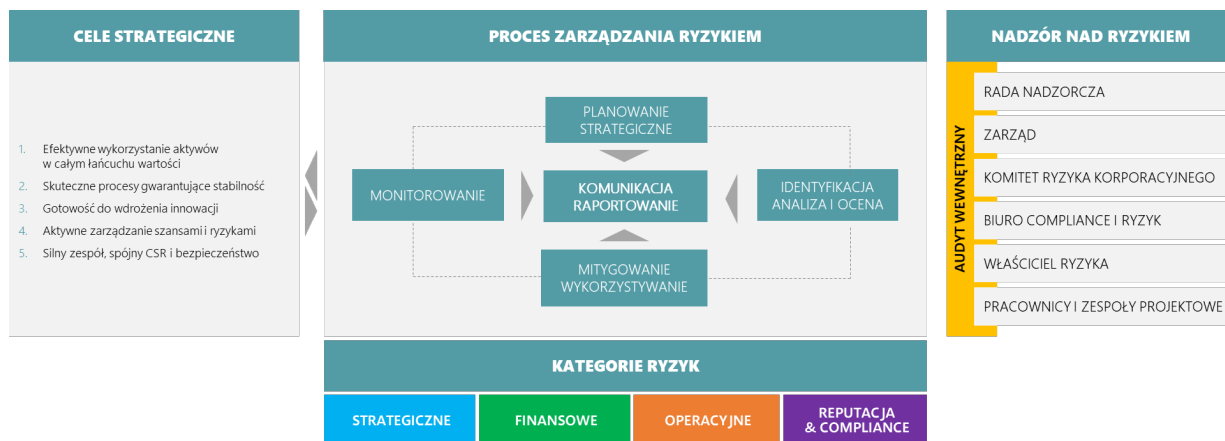 CELE STRATEGICZNE
1. Efektywne wykorzystanie aktywów
w całym łańcuchu wartości
2. Skuteczne procesy gwarantujące stabilność
3. Gotowość do wdrożenia innowacji
4. Aktywne zarządzanie szansami i ryzykami
5. Silny zespół, spójny CSR i bezpieczeństwo
PROCES ZARZĄDZANIA RYZYKIEM
PLANOWANIE
STRATEGICZNE
MONITOROWANIE
KOMUNIKACJA
RAPORTOWANIE
IDENTYFIKACJA
ANALIZA I OCENA
MITYGOWANIE
WYKORZYSTYWANIE
KATEGORIE RYZYK
STRATEGICZNE
FINANSOWE
OPERACYJNE
REPUTACJA
& COMPLIANCE
NADZÓR NAD RYZYKIEM
AUDYT WEWNĘTRZNY
RADA NADZORCZA
ZARZĄD
KOMITET RYZYKA KORPORACYJNEGO
BIURO COMPLIANCE I RYZYK
WŁAŚCICIEL RYZYKA
PRACOWNICY I ZESPOŁY PROJEKTOWE